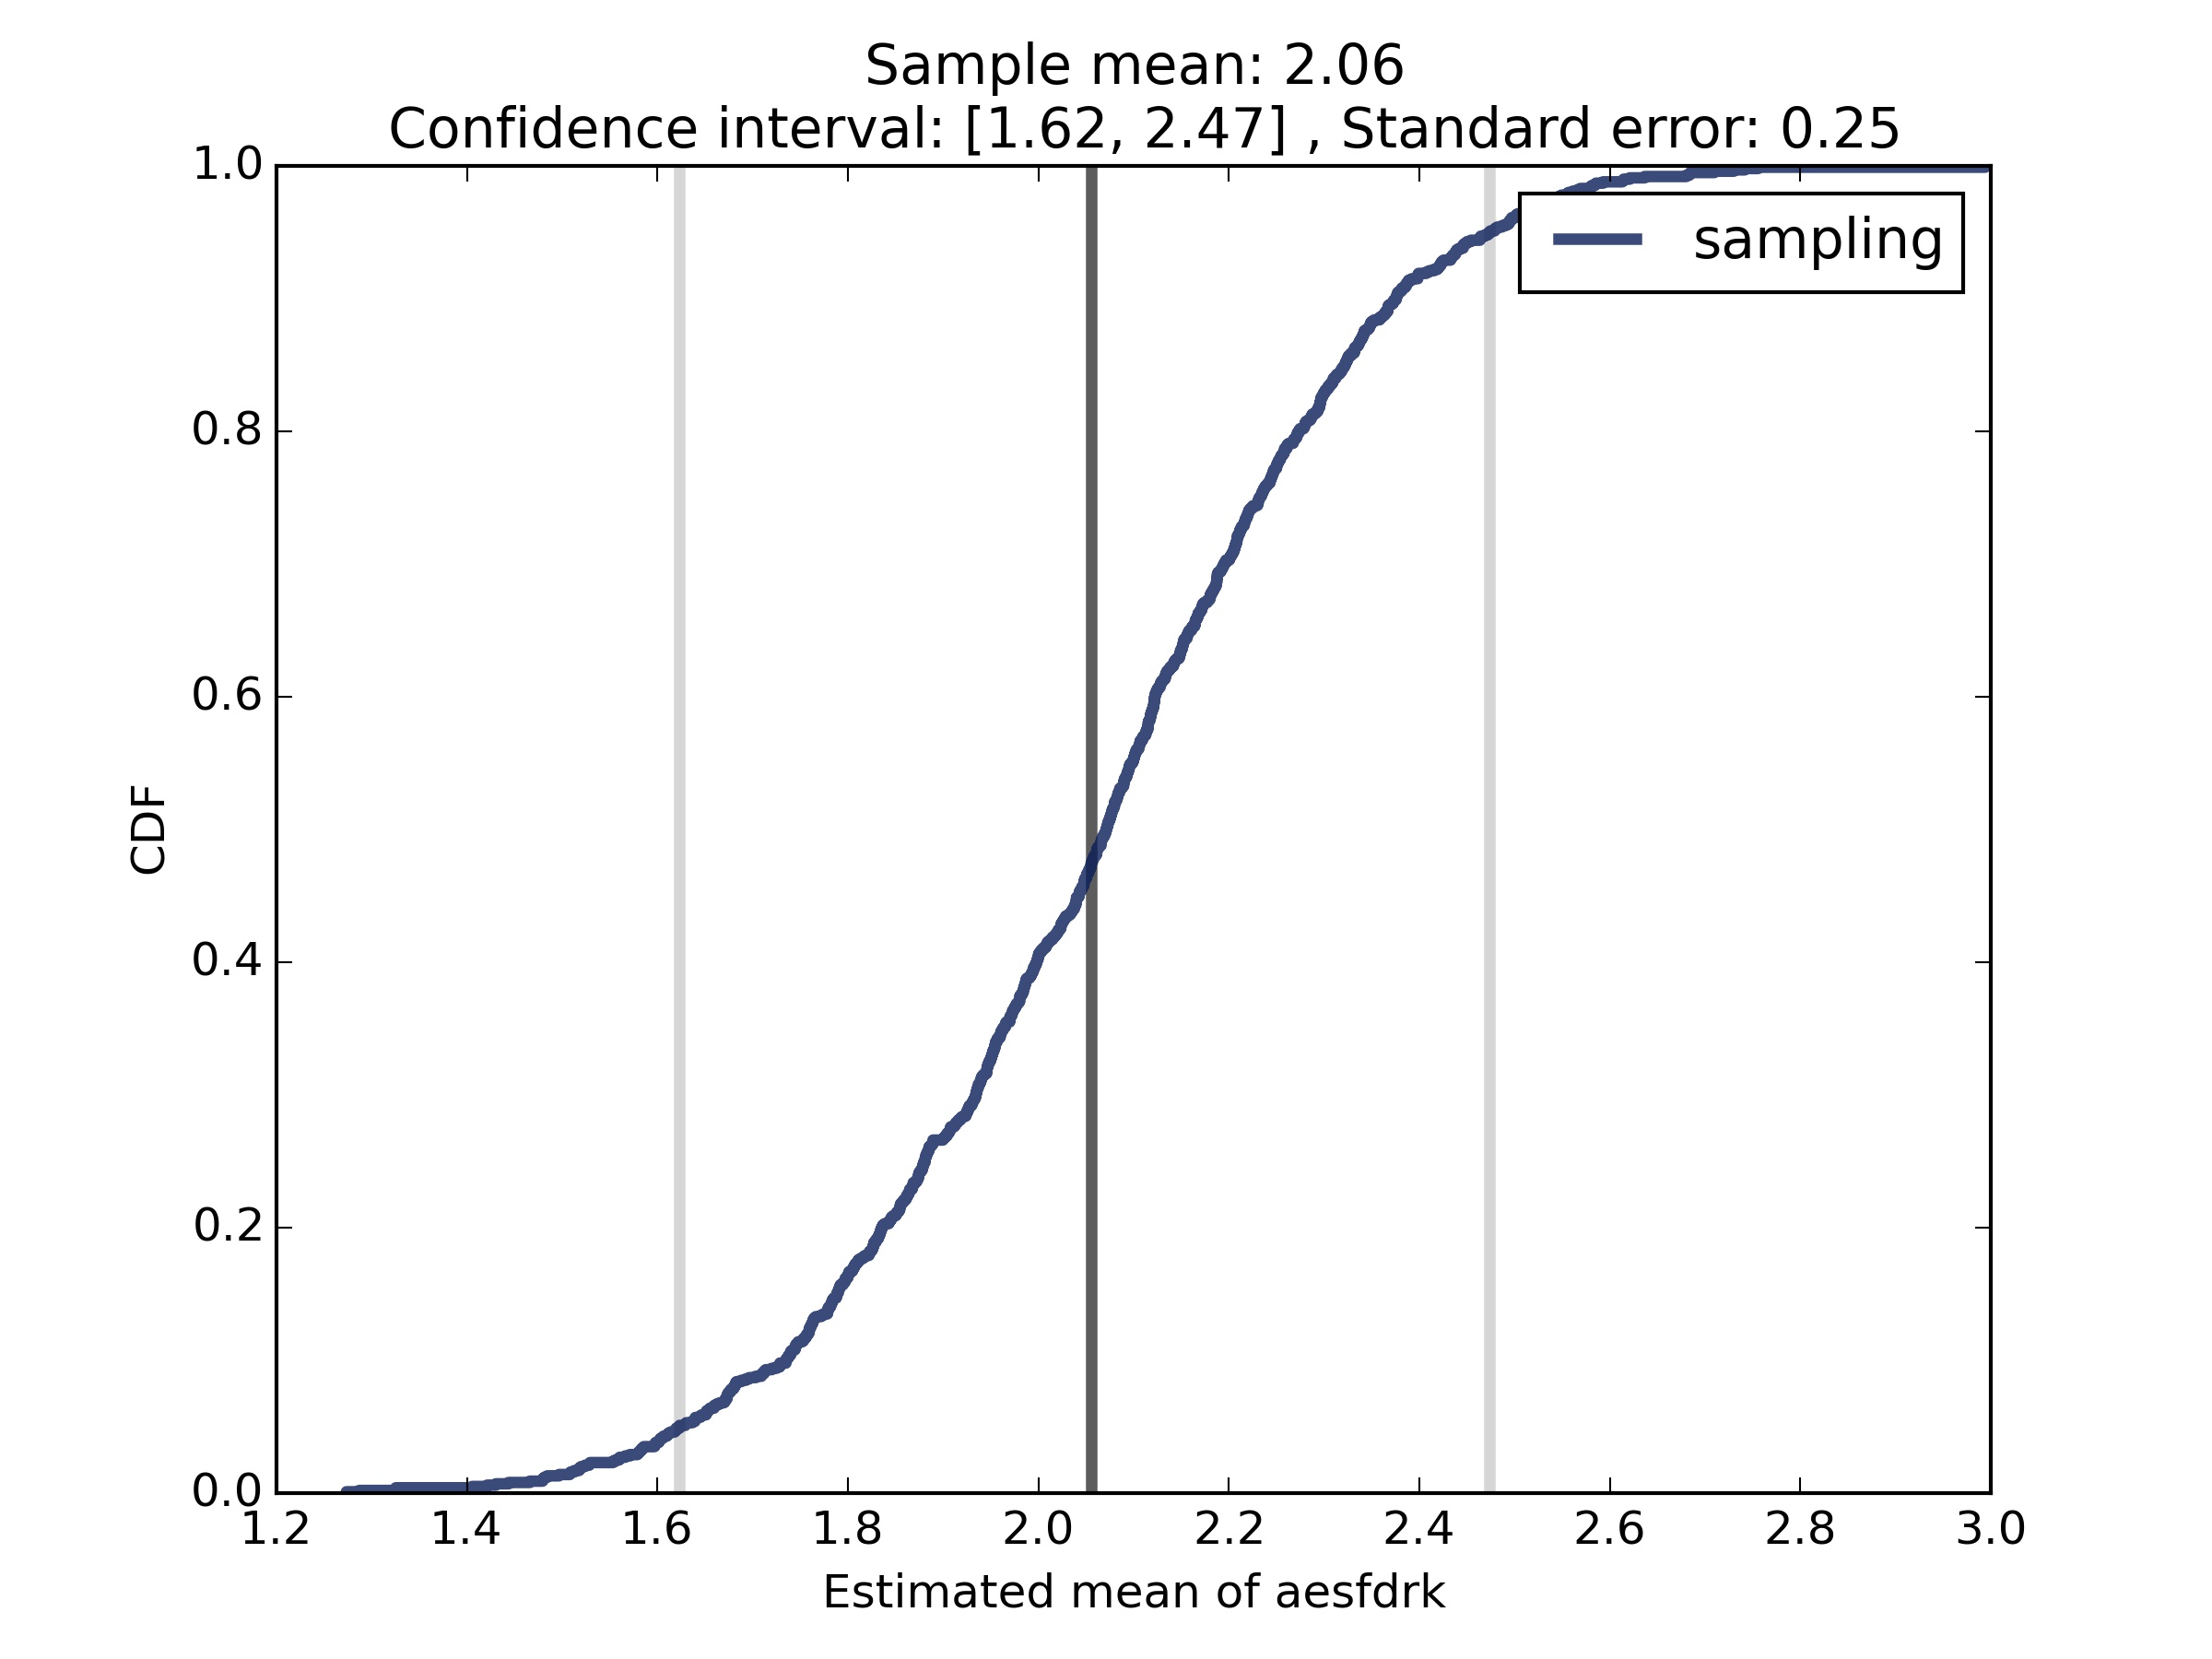 Sample mean: 2.06
Confidence interval: [1.62, 2.47] , Standard error: 0.25
1.0
sampling
0.8
0.6
CDF
0.4
0.2
0.0
1.2 1.4 1.6 1.8 2.0 2.2 2.4 2.6 2.8 3.0
Estimated mean of aesfdrk